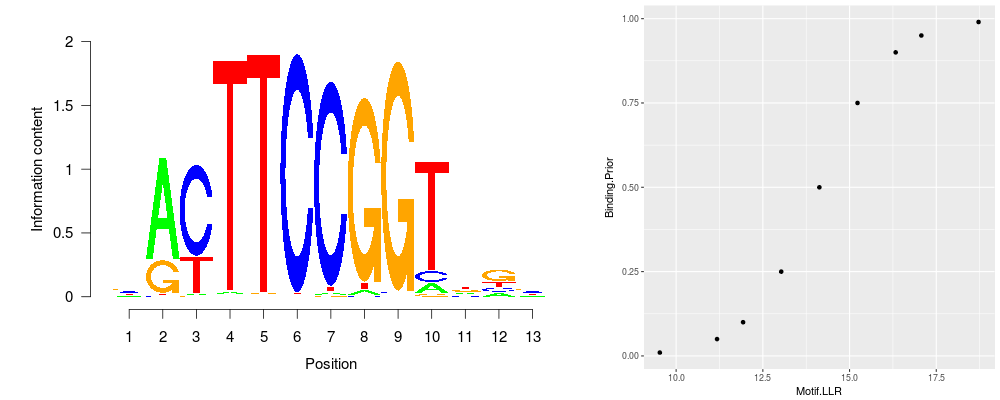 2
1.5
1
0.5
0
Information content
A C T T C C G G T
G T C G
1 2 3 4 5 6 7 8 9 10 11 12 13
Position
1.00
0.75
0.50
0.25
0.00
Binding.Prior
10.0 12.5 15.0 17.5
Motif.LLR